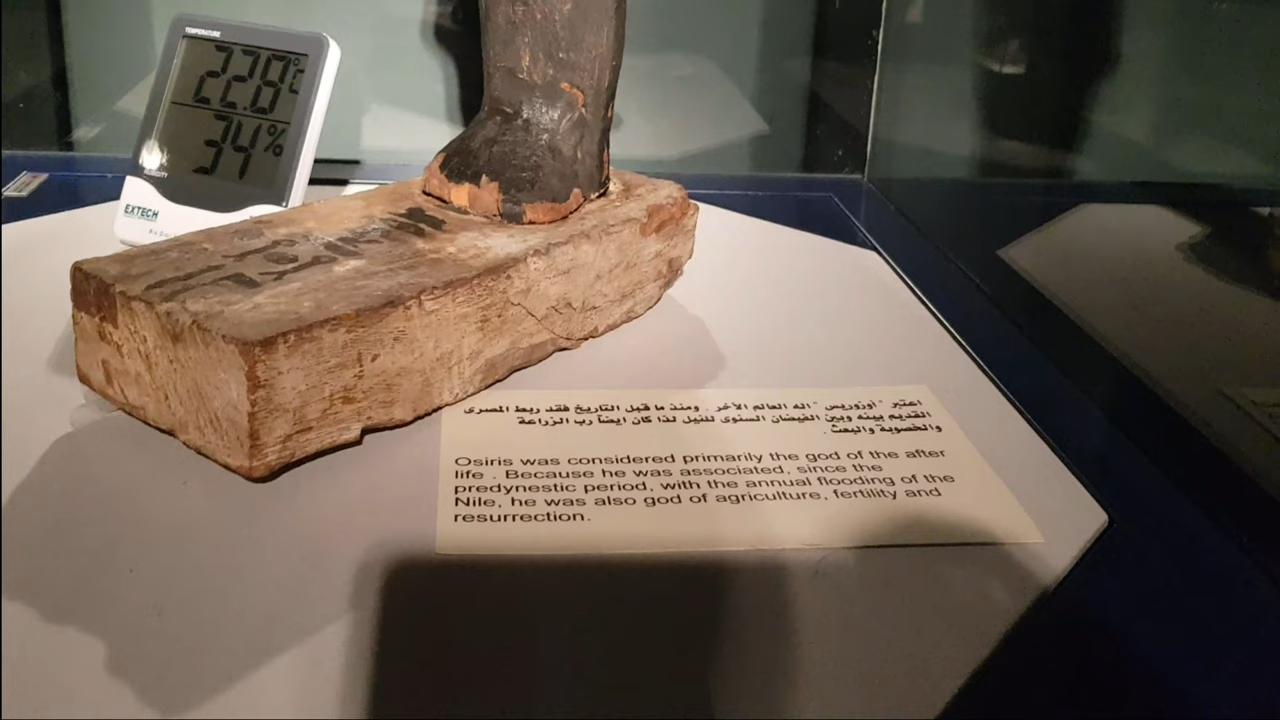 TEMPERATURE
22.8°C
34%
HUMIDITY
EXTECH
اعتبر "أوزوريس" اله العالم الأخر . ومنذ ما قبل التاريخ فقد ربط المصرى
القديم بينه وبين الفيضان السنوى للنيل لذا كان ايضاً رب الزراعة
والخصوبة والبعث .
Osiris was considered primarily the god of the after
life . Because he was associated, since the
predynestic period, with the annual flooding of the
Nile, he was also god of agriculture, fertility and
resurrection.